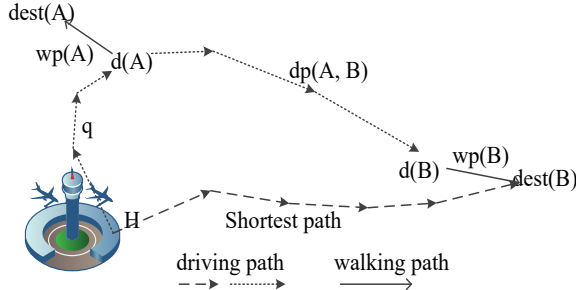 dest(A)
wp(A)
d(A)
dp(A, B)
q
d(B)
wp(B)
dest(B)
H
Shortest path
driving path
walking path